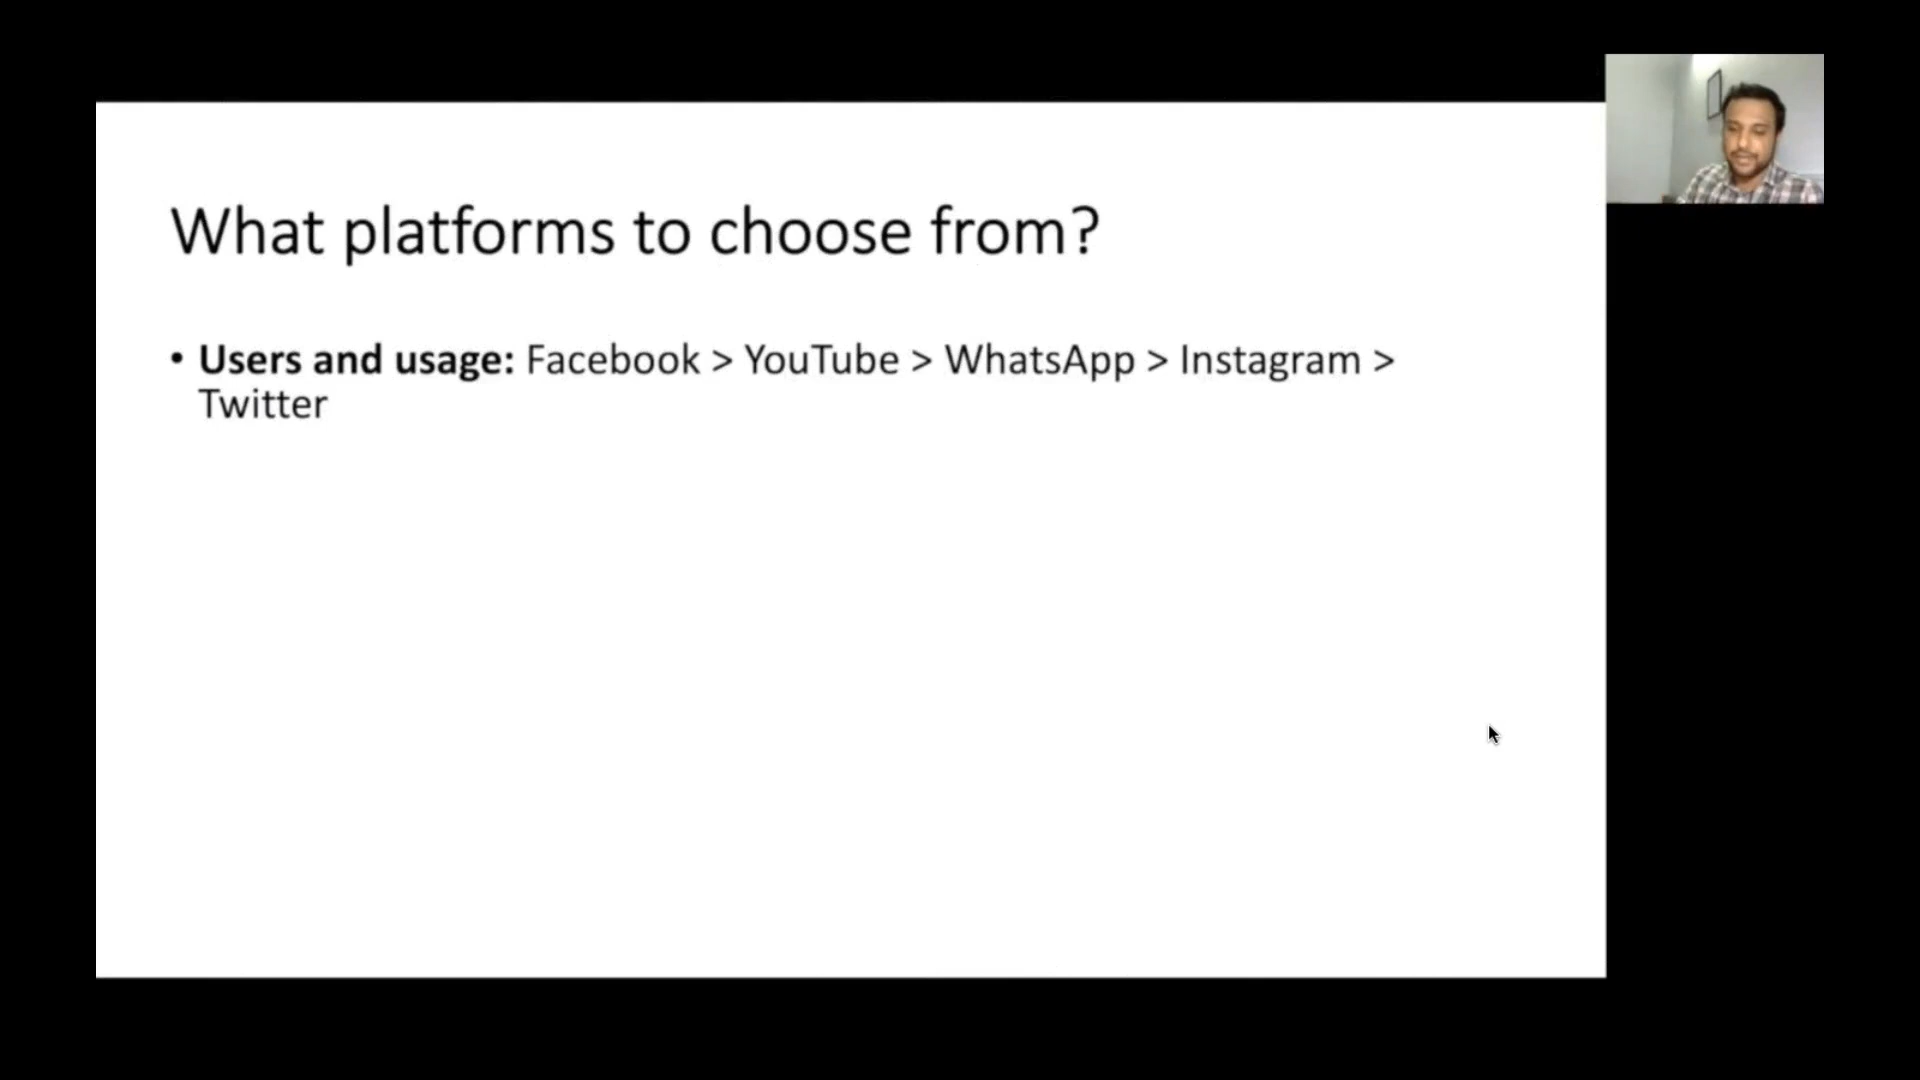 What platforms to choose from?
• Users and usage: Facebook > YouTube > WhatsApp > Instagram >
Twitter